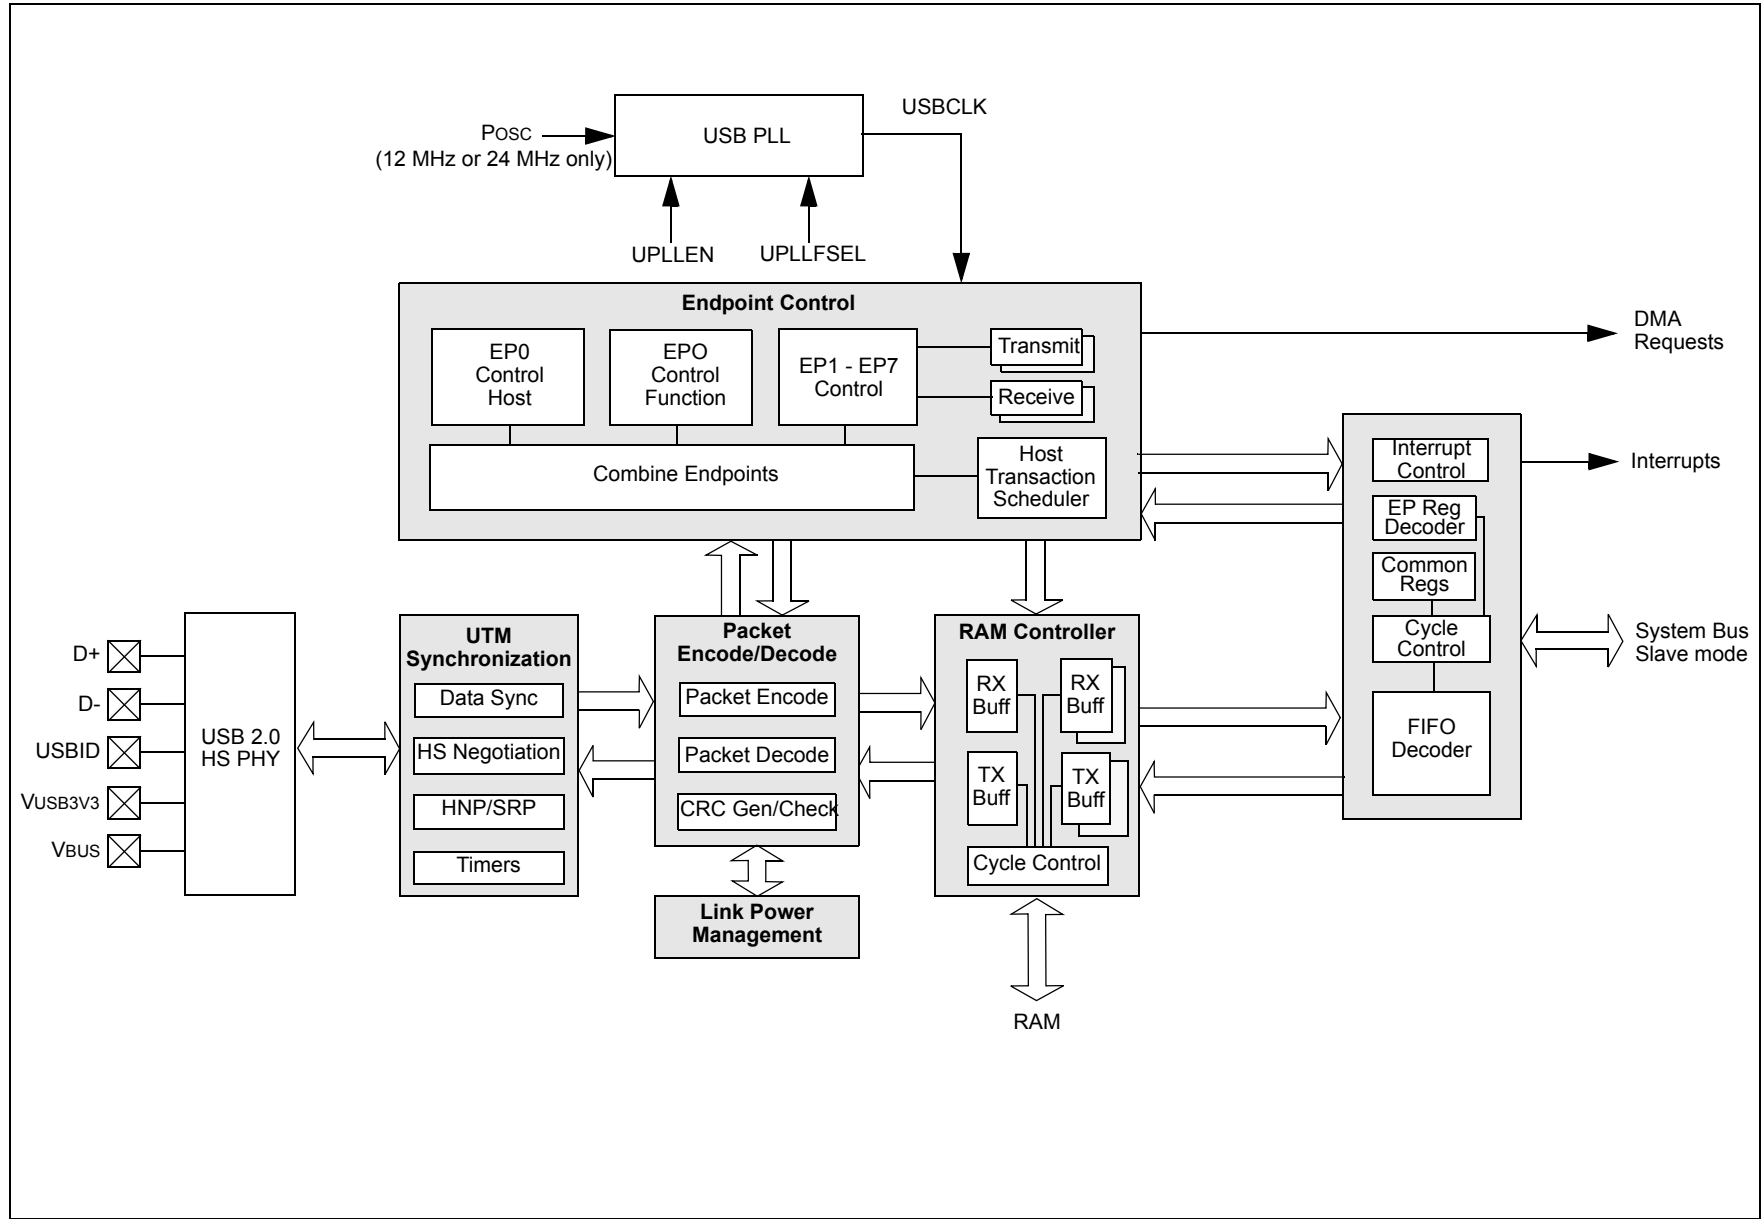 USBCLK
POSC
USB PLL
(12 MHz or 24 MHz only)
UPLLEN
UPLLFSEL
Endpoint Control
EP0
Control
Host
EPO
Control
Function
EP1 - EP7
Control
Transmit
Receive
Combine Endpoints
Host
Transaction
Scheduler
DMA
Requests
Interrupt
Control
Interrupts
EP Reg
Decoder
Common
Regs
Cycle
Control
FIFO
Decoder
System Bus
Slave mode
D+
D-
USBID
VUSB3V3
VBUS
USB 2.0
HS PHY
UTM
Synchronization
Data Sync
HS Negotiation
HNP/SRP
Timers
Packet
Encode/Decode
Packet Encode
Packet Decode
CRC Gen/Check
Link Power
Management
RAM Controller
RX
Buff
RX
Buff
TX
Buff
TX
Buff
Cycle Control
RAM